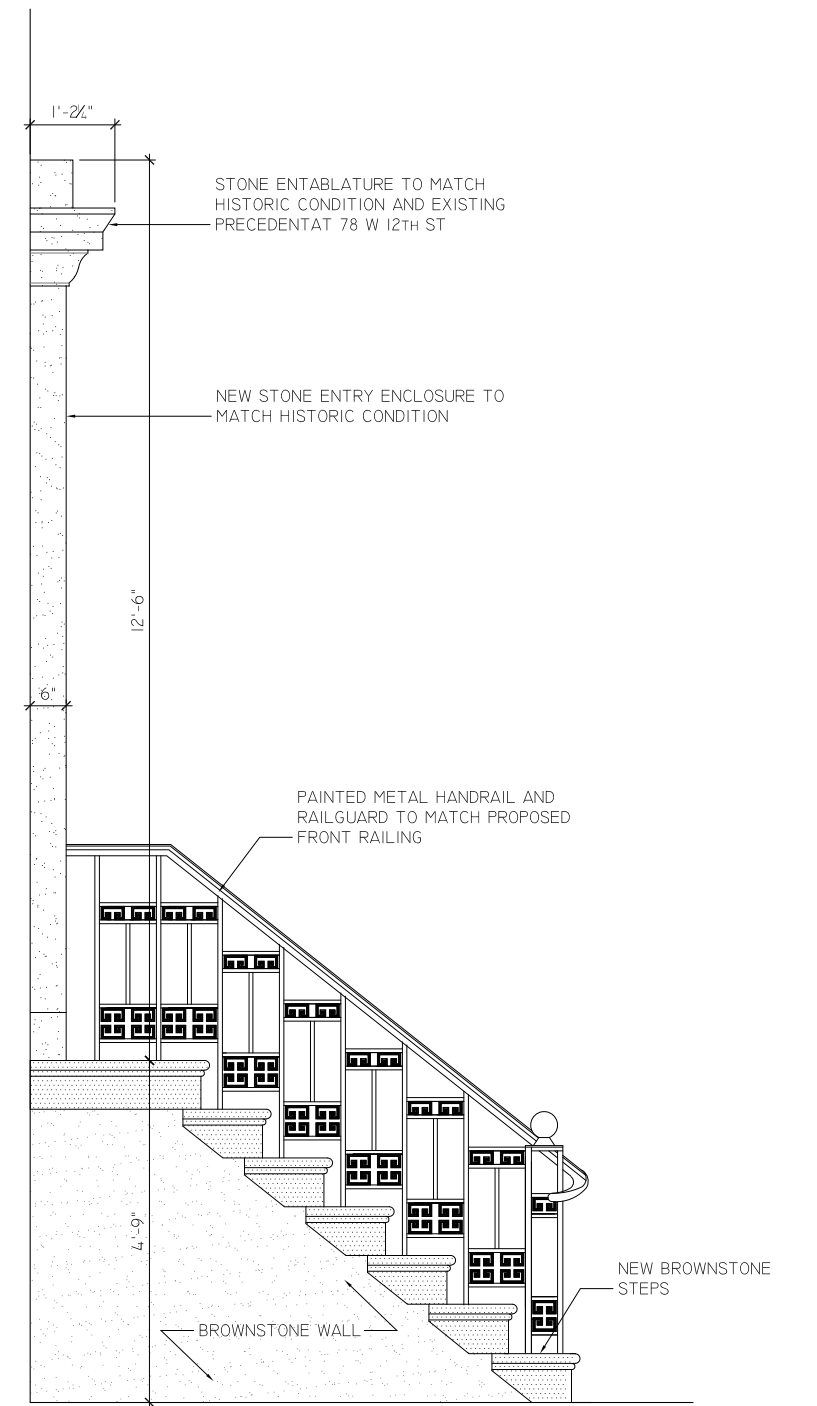 1'-2¼"
STONE ENTABLATURE TO MATCH
HISTORIC CONDITION AND EXISTING
PRECEDENTAT 78 W 12TH ST
NEW STONE ENTRY ENCLOSURE TO
MATCH HISTORIC CONDITION
12'-6"
6"
PAINTED METAL HANDRAIL AND
RAILGUARD TO MATCH PROPOSED
FRONT RAILING
4'-9"
NEW BROWNSTONE
STEPS
BROWNSTONE WALL